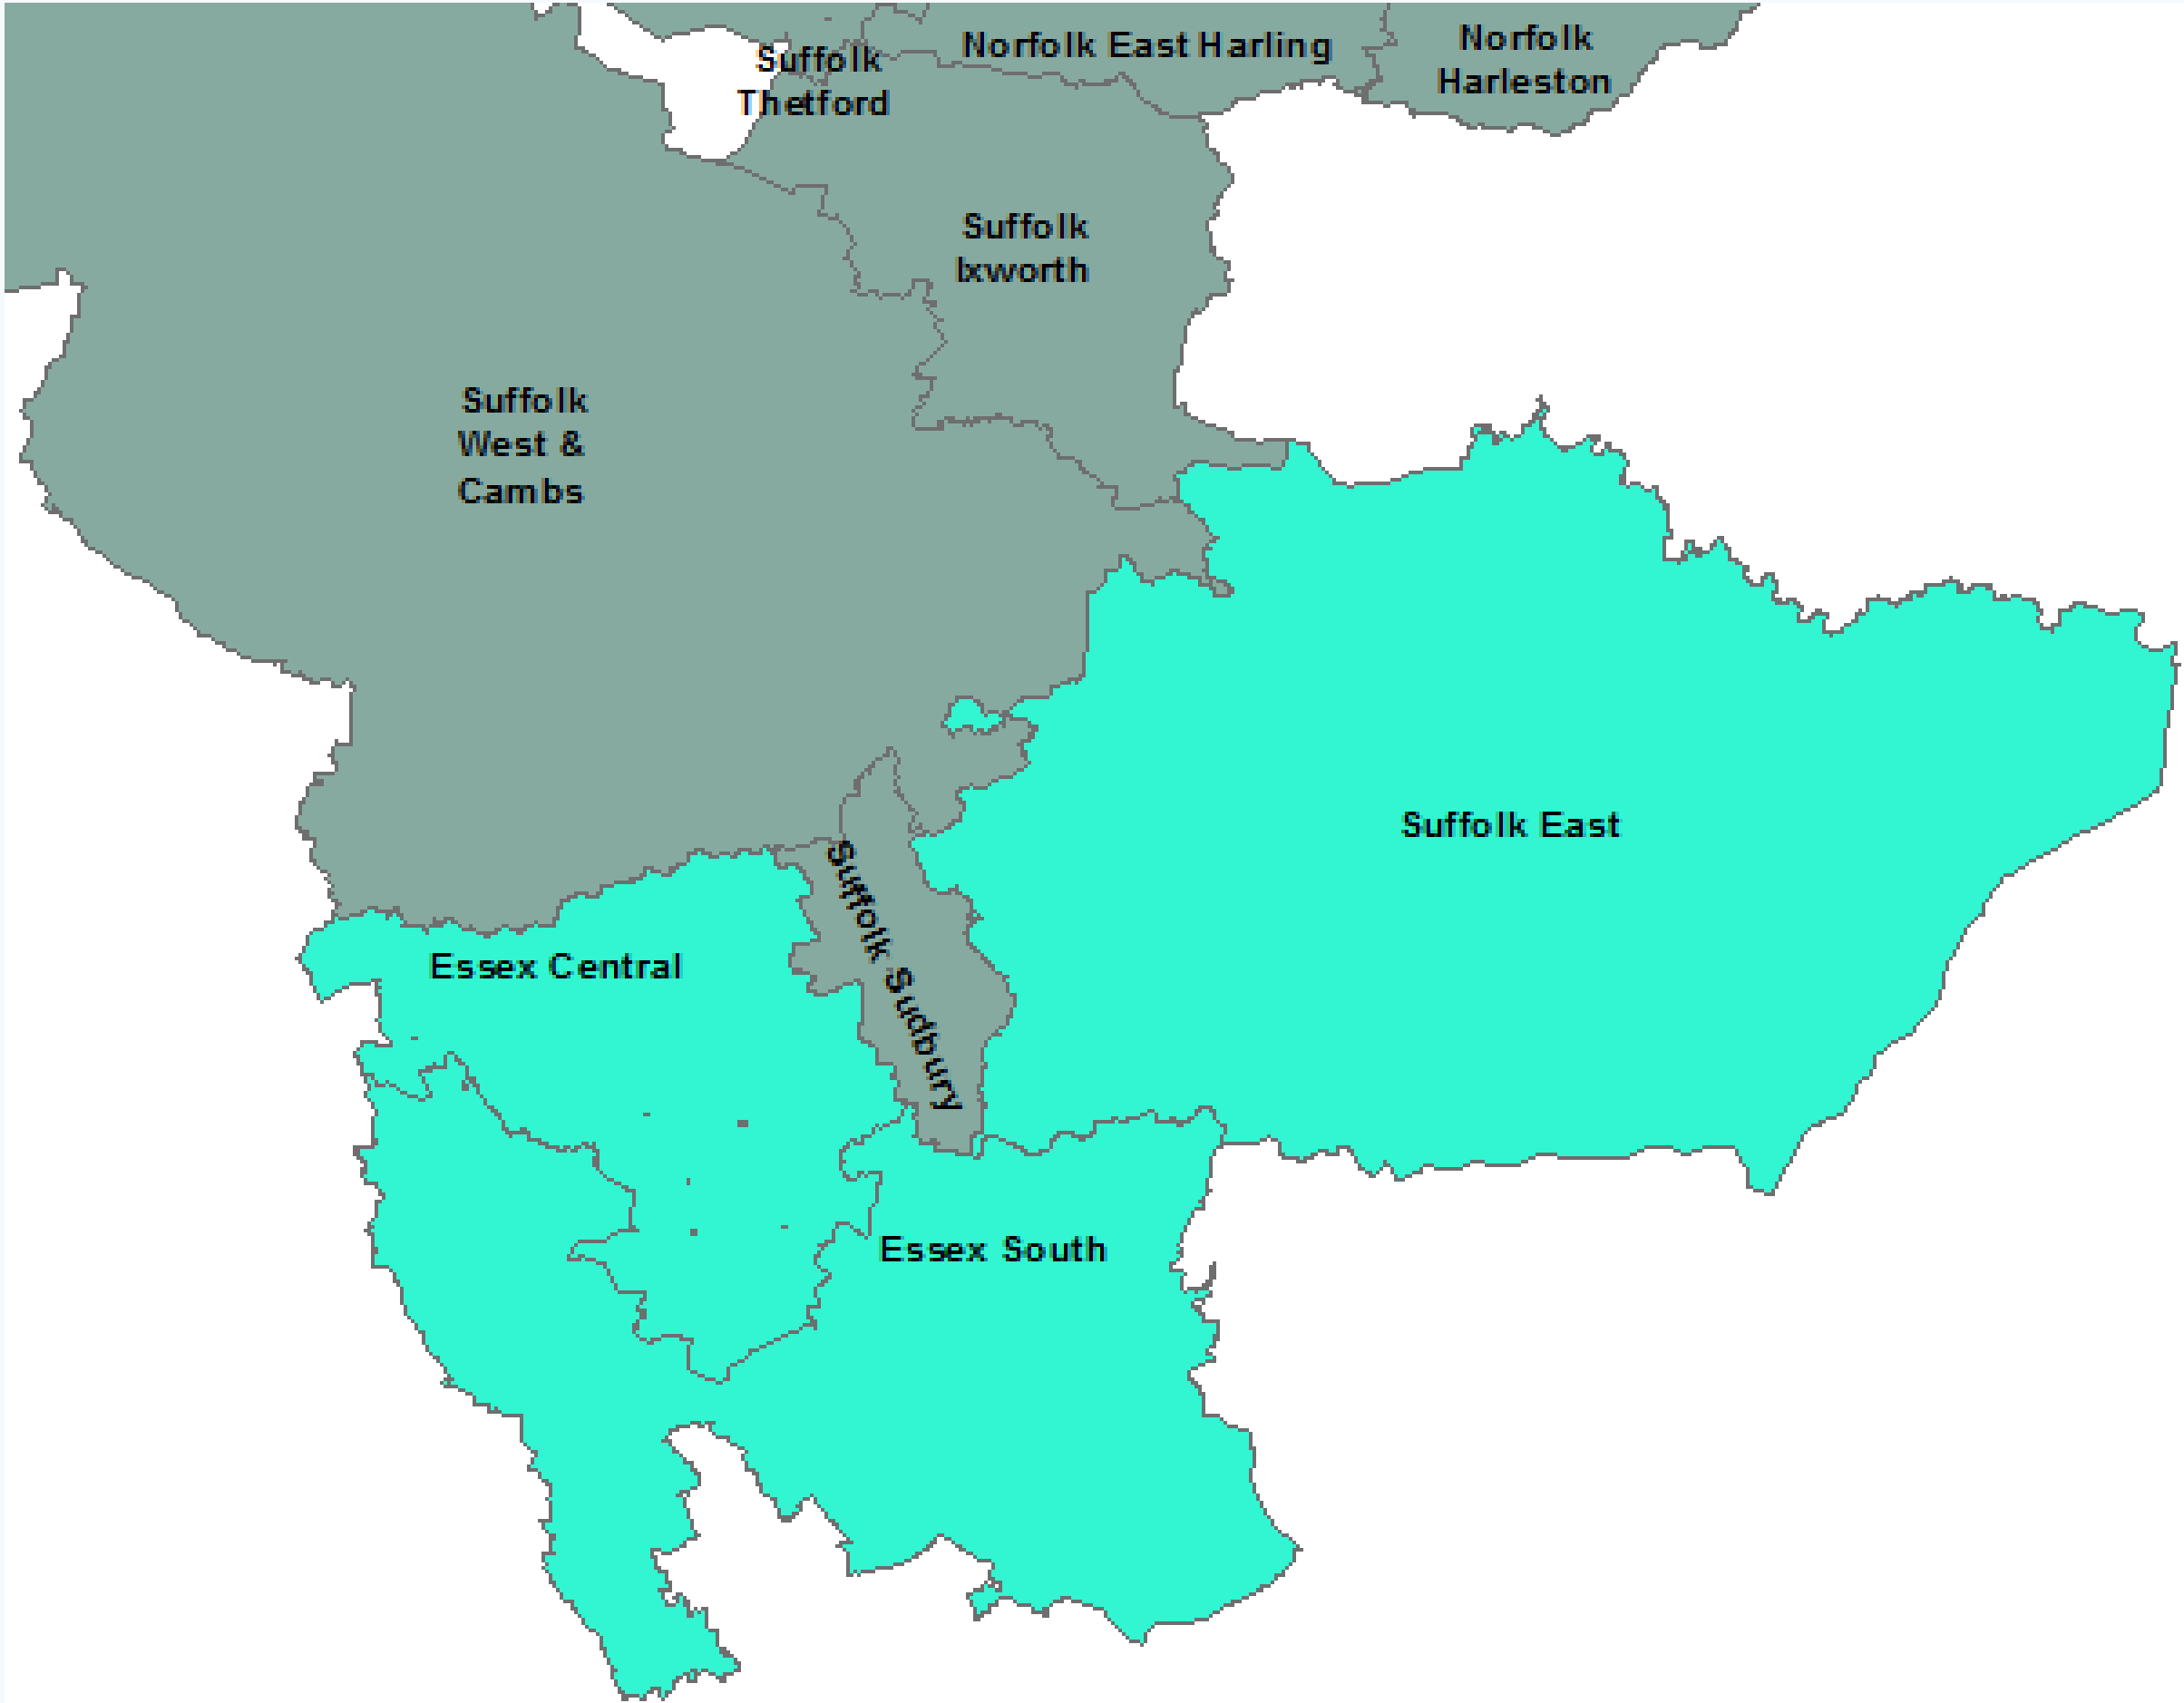 Suffolk
Thetford
Norfolk East Harling
Norfolk
Harleston
Suffolk
Ixworth
Suffolk
West &
Cambs
Suffolk East
Suffolk Sudbury
Essex Central
Essex South